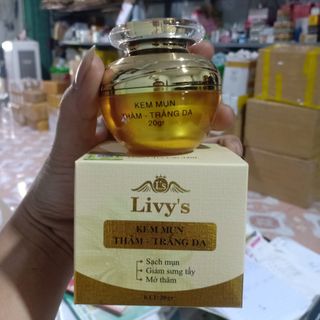 KEM MỤN
THÂM - TRẮNG DA
20gr
LS
Livy's
KEM MỤN
THÂM - TRẮNG DA
Sạch mụn
Giảm sưng tấy
Mờ thâm